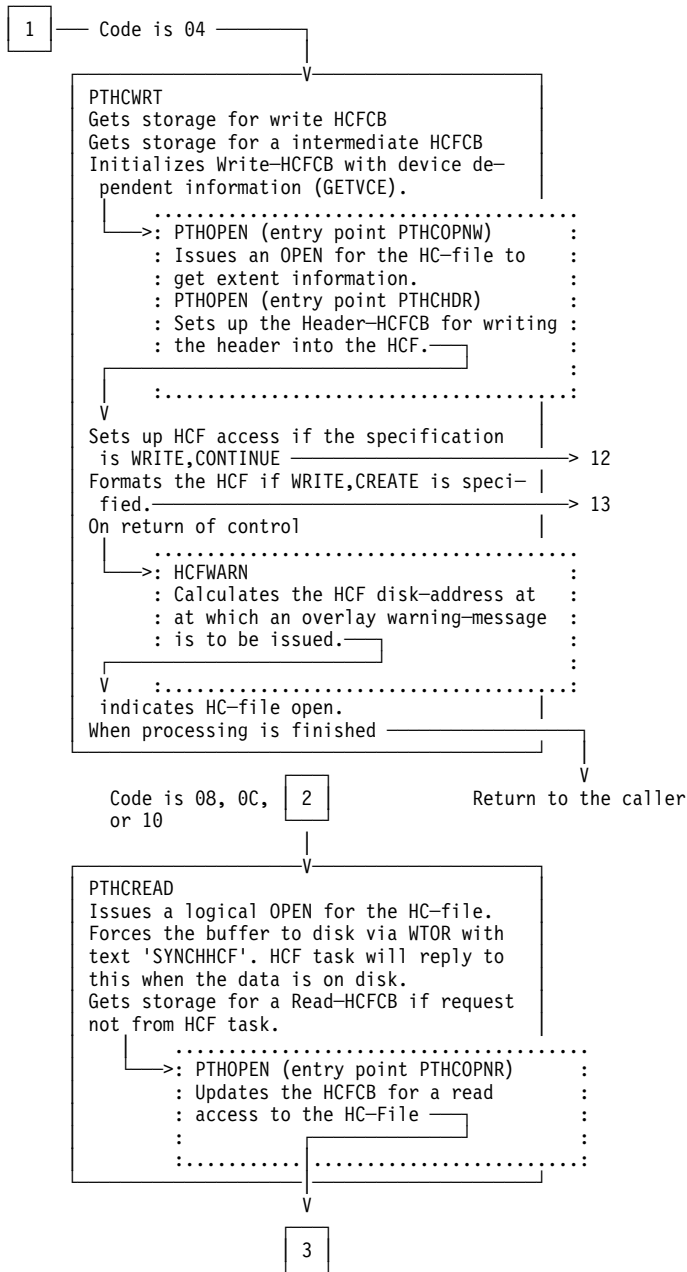 1 Code is 04
V
PTHCWRT
Gets storage for write HCFCB
Gets storage for a intermediate HCFCB
Initializes Write—HCFCB with device de—
pendent information (GETVCE).
PTHOPEN (entry point PTHCOPNW)
Issues an OPEN for the HC—file to
get extent information.
PTHOPEN (entry point PTHCHDR)
Sets up the Header—HCFCB for writing
the header into the HCF.
V
Sets up HCF access if the specification
is WRITE,CONTINUE > 12
Formats the HCF if WRITE,CREATE is speci—
fied. > 13
On return of control
HCFWARN
Calculates the HCF disk—address at
at which an overlay warning—message
is to be issued.
V
indicates HC—file open.
When processing is finished
V
Code is 08, 0C, 2 Return to the caller
or 10
V
PTHCREAD
Issues a logical OPEN for the HC—file.
Forces the buffer to disk via WTOR with
text 'SYNCHHCF'. HCF task will reply to
this when the data is on disk.
Gets storage for a Read—HCFCB if request
not from HCF task.
PTHOPEN (entry point PTHCOPNR)
Updates the HCFCB for a read
access to the HC—File
V
3